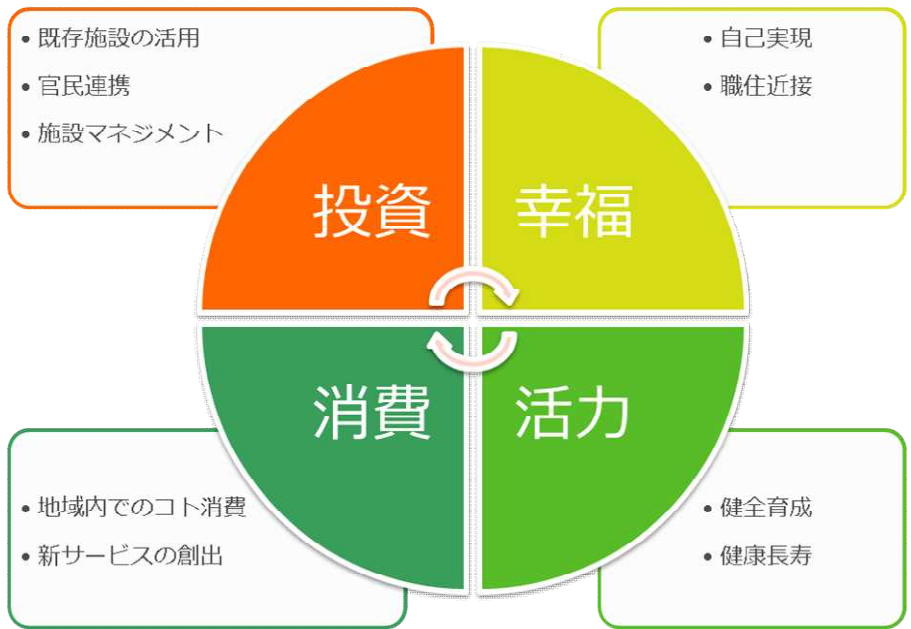 • 既存施設の活用
• 官民連携
• 施設マネジメント
• 自己実現
• 職住近接
投資
幸福
消費
活力
• 地域内でのコト消費
• 新サービスの創出
• 健全育成
• 健康長寿